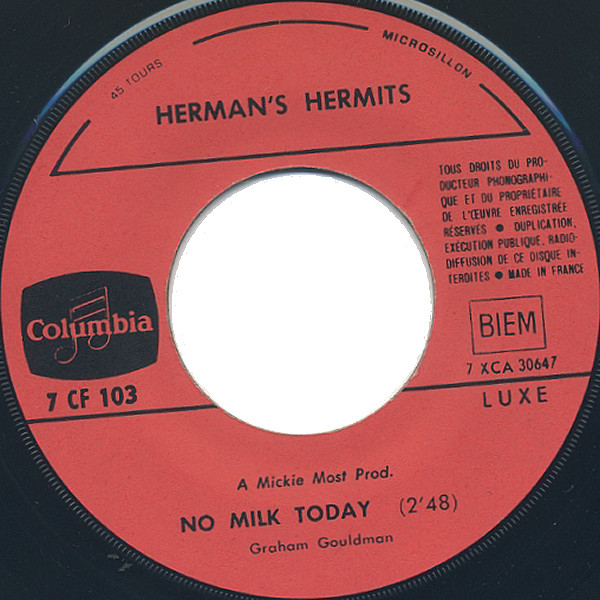 45 TOURS
MICROSILLON
HERMAN'S HERMITS
TOUS DROITS DU PRO-
DUCTEUR PHONOGRAPHI-
QUE ET DU PROPRIÉTAIRE
DE L'ŒUVRE ENREGISTRÉE
RÉSERVÉS ● DUPLICATION,
EXÉCUTION PUBLIQUE, RADIO-
DIFFUSION DE CE DISQUE IN-
TERDITES ● MADE IN FRANCE
Columbia
BIEM
7 XCA 30647
7 CF 103
LUXE
A Mickie Most Prod.
NO MILK TODAY (2'48)
Graham Gouldman